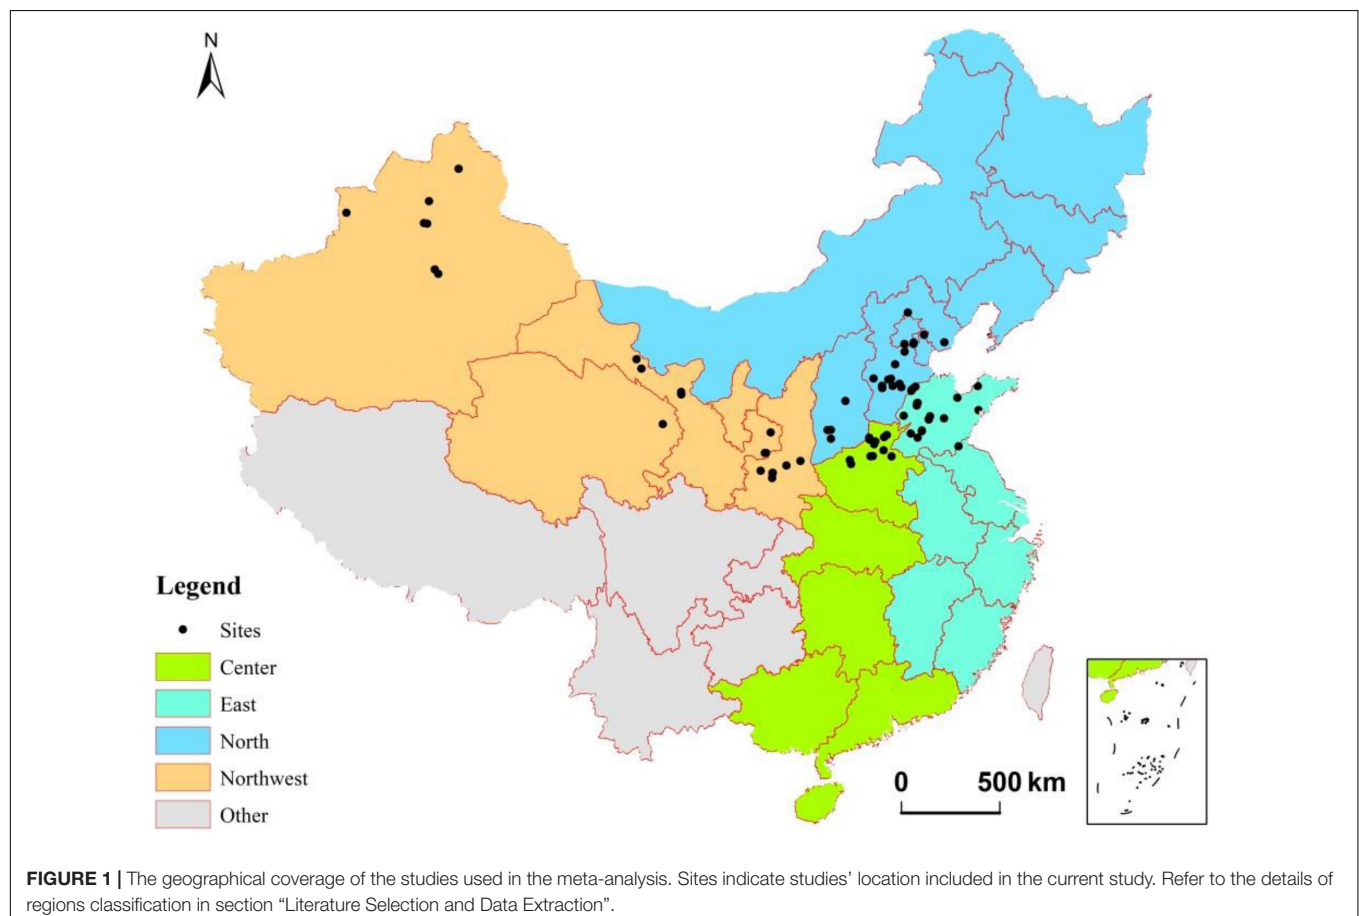 N
Legend
Sites
Center
East
North
Northwest
Other
0 500 km
FIGURE 1 | The geographical coverage of the studies used in the meta-analysis. Sites indicate studies’ location included in the current study. Refer to the details of
regions classification in section “Literature Selection and Data Extraction”.